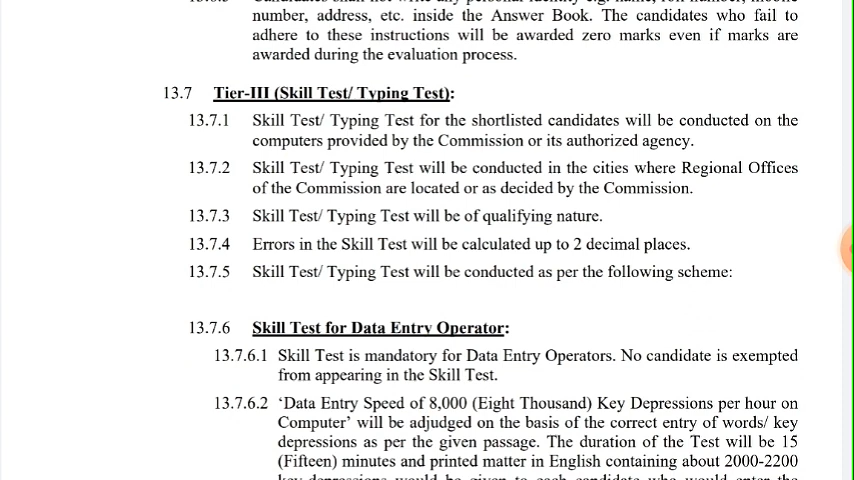 number, address, etc. inside the Answer Book. The candidates who fail to
adhere to these instructions will be awarded zero marks even if marks are
awarded during the evaluation process.
13.7 Tier-III (Skill Test/ Typing Test):
13.7.1 Skill Test/ Typing Test for the shortlisted candidates will be conducted on the
computers provided by the Commission or its authorized agency.
13.7.2 Skill Test/ Typing Test will be conducted in the cities where Regional Offices
of the Commission are located or as decided by the Commission.
13.7.3 Skill Test/ Typing Test will be of qualifying nature.
13.7.4 Errors in the Skill Test will be calculated up to 2 decimal places.
13.7.5 Skill Test/ Typing Test will be conducted as per the following scheme:
13.7.6 Skill Test for Data Entry Operator:
13.7.6.1 Skill Test is mandatory for Data Entry Operators. No candidate is exempted
from appearing in the Skill Test.
13.7.6.2 ‘Data Entry Speed of 8,000 (Eight Thousand) Key Depressions per hour on
Computer’ will be adjudged on the basis of the correct entry of words/ key
depressions as per the given passage. The duration of the Test will be 15
(Fifteen) minutes and printed matter in English containing about 2000-2200